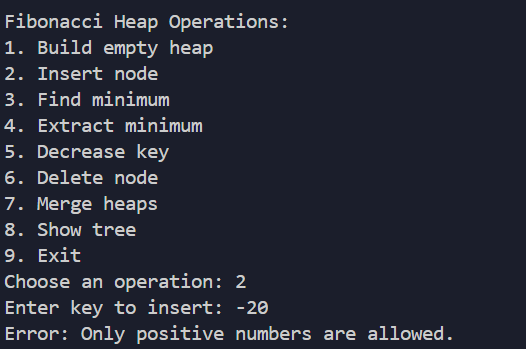 Fibonacci Heap Operations:
1. Build empty heap
2. Insert node
3. Find minimum
4. Extract minimum
5. Decrease key
6. Delete node
7. Merge heaps
8. Show tree
9. Exit
Choose an operation: 2
Enter key to insert: -20
Error: Only positive numbers are allowed.